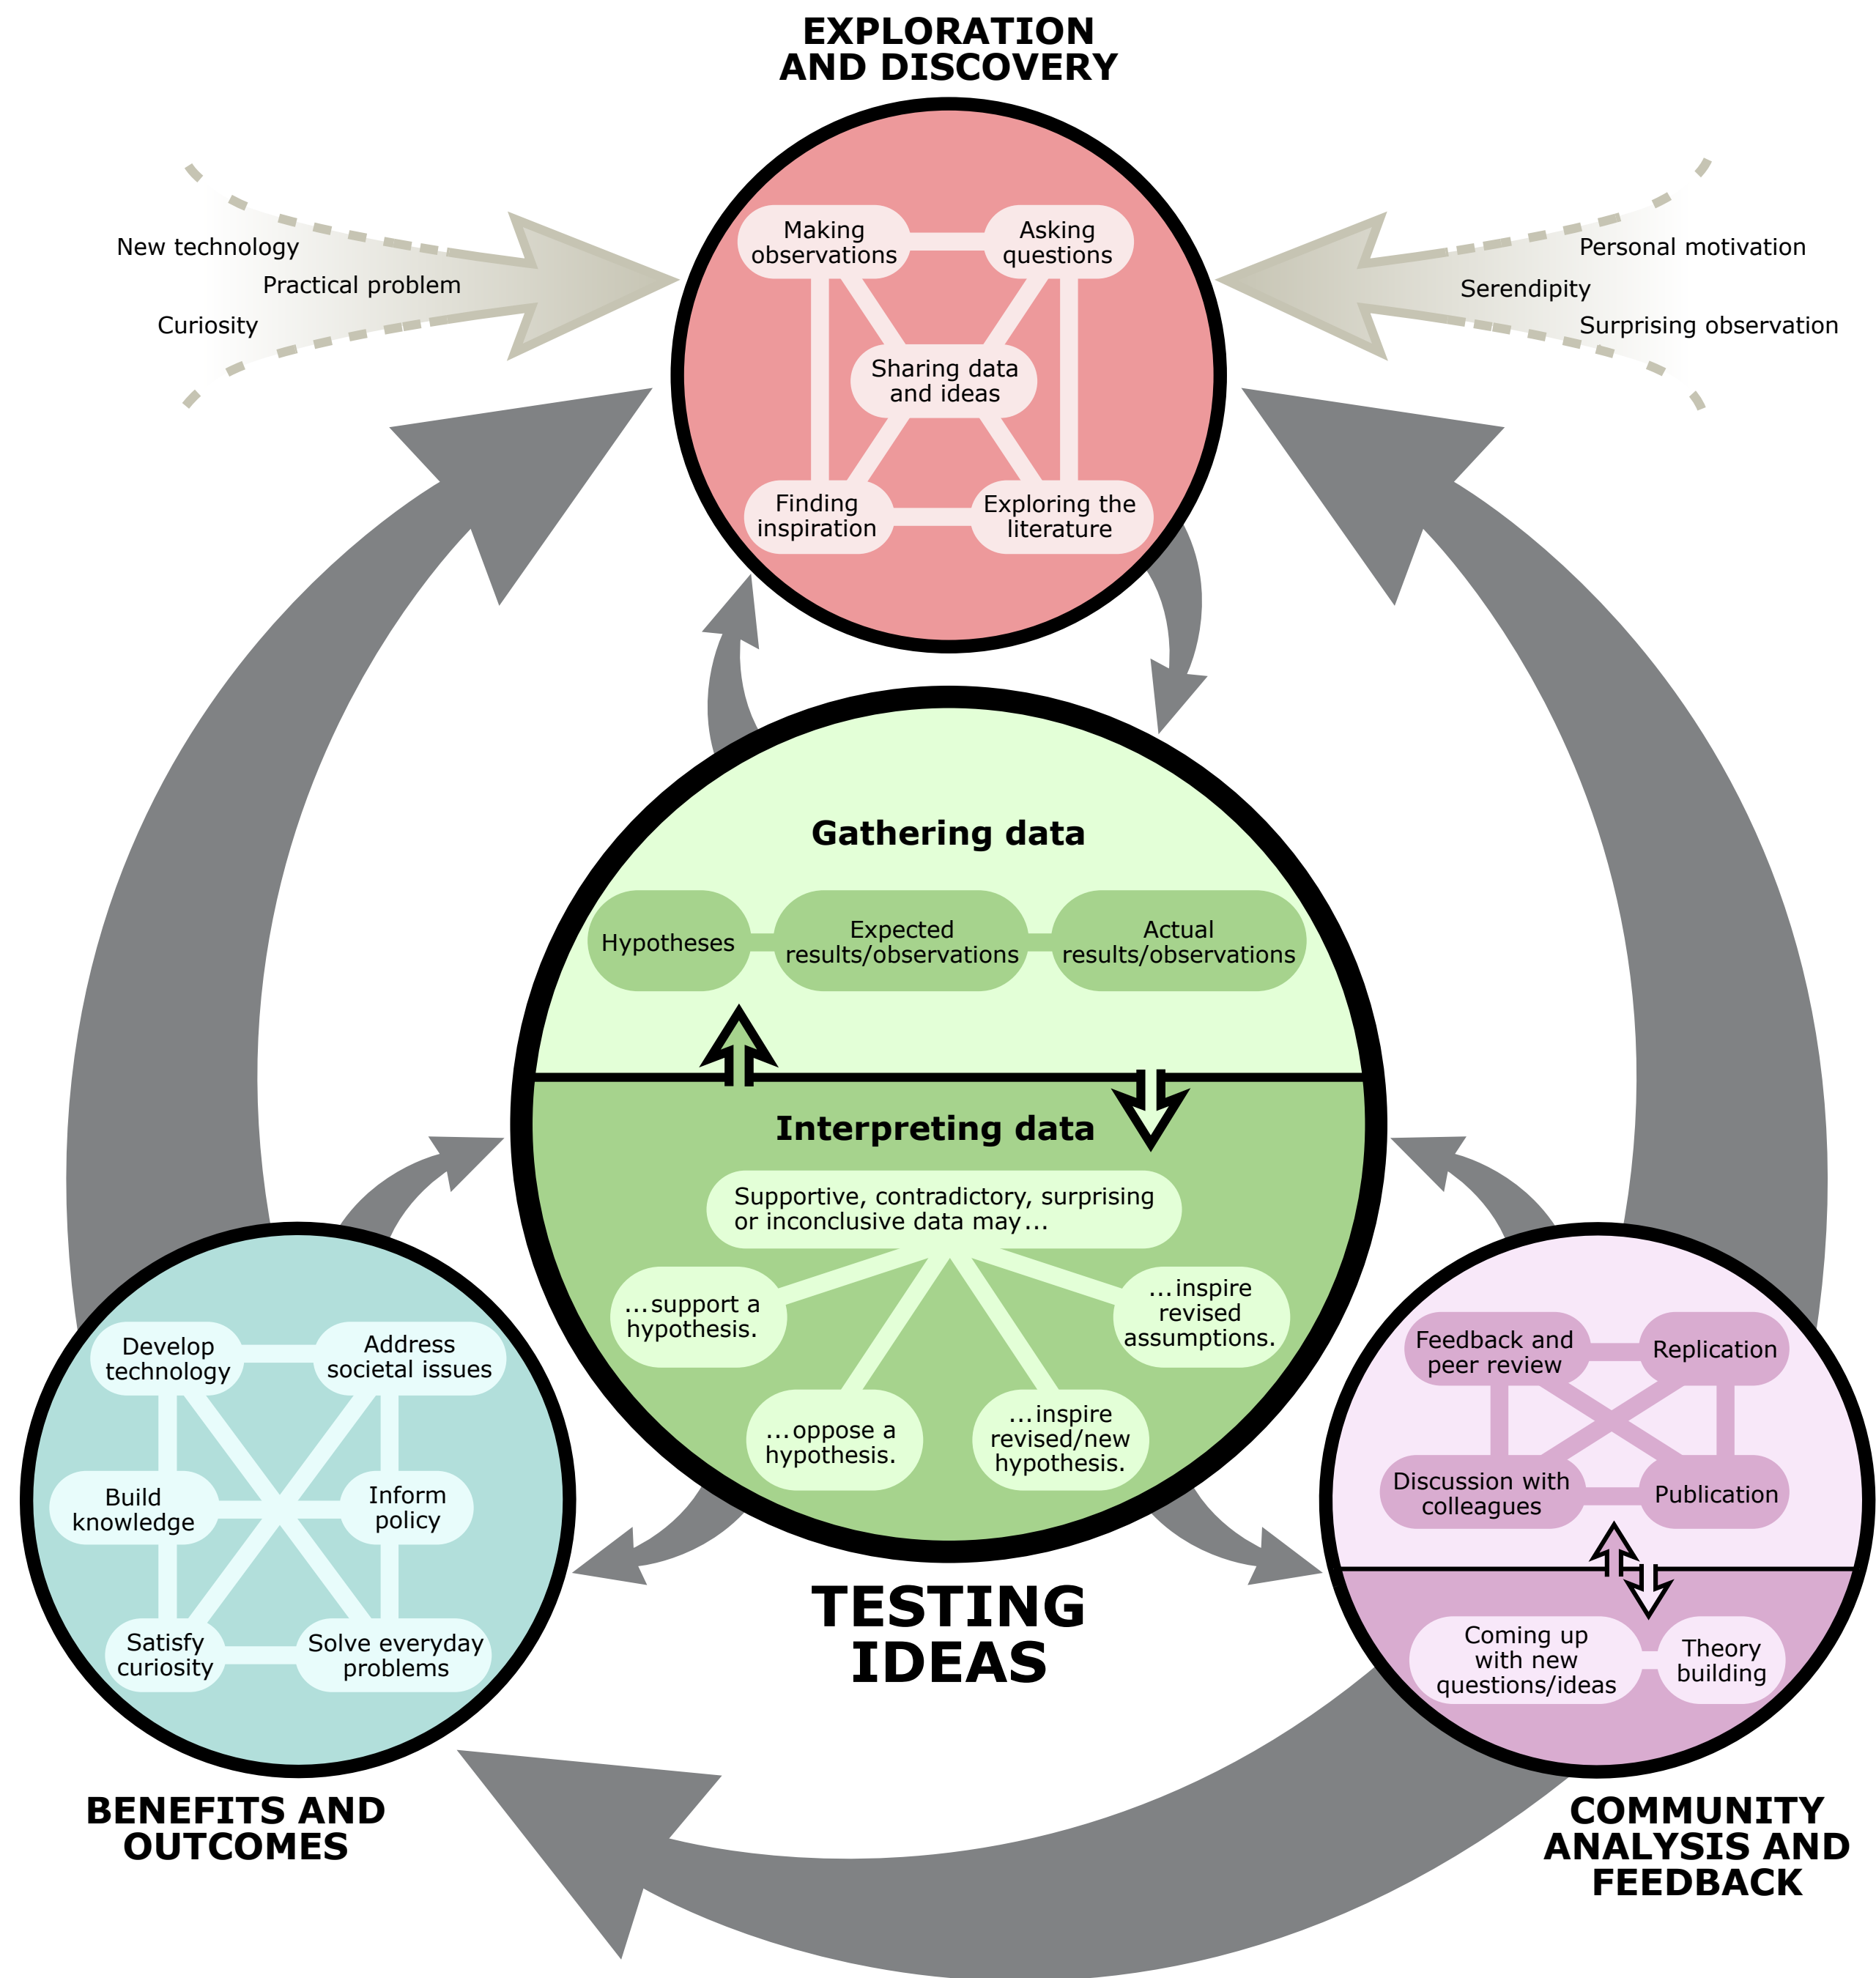 EXPLORATION
AND DISCOVERY
New technology
Practical problem
Curiosity
Personal motivation
Serendipity
Surprising observation
Making
observations
Asking
questions
Sharing data
and ideas
Finding
inspiration
Exploring the
literature
Gathering data
Hypotheses
Expected
results/observations
Actual
results/observations
Interpreting data
Supportive, contradictory, surprising
or inconclusive data may...
...support a
hypothesis.
...oppose a
hypothesis.
...inspire
revised/new
hypothesis.
...inspire
revised
assumptions.
TESTING
IDEAS
Develop
technology
Address
societal issues
Build
knowledge
Inform
policy
Satisfy
curiosity
Solve everyday
problems
BENEFITS AND
OUTCOMES
Feedback and
peer review
Replication
Discussion with
colleagues
Publication
Coming up
with new
questions/ideas
Theory
building
COMMUNITY
ANALYSIS AND
FEEDBACK